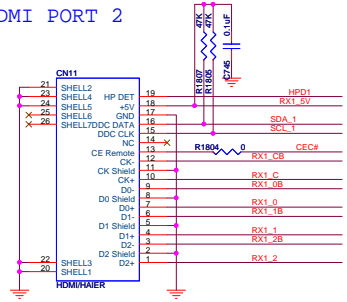 HDMI PORT 2
47K
47K
0.1uF
R1807
R1805
C745
CN11
21 SHELL2
23 SHELL4
24 SHELL5
25 SHELL6
26 SHELL7
HP DET 19 HPD1
+5V 18 RX1_5V
GND 17
DDC DATA 16 SDA_1
DDC CLK 15 SCL_1
NC 14
CE Remote 13 R1804 0 CEC#
CK- 12 RX1_CB
CK Shield 11
CK+ 10 RX1_C
D0- 9 RX1_0B
D0 Shield 8
D0+ 7 RX1_0
D1- 6 RX1_1B
D1 Shield 5
D1+ 4 RX1_1
D2- 3 RX1_2B
D2 Shield 2
22 SHELL3 D2+ 1 RX1_2
20 SHELL1
HDMI/HAIER